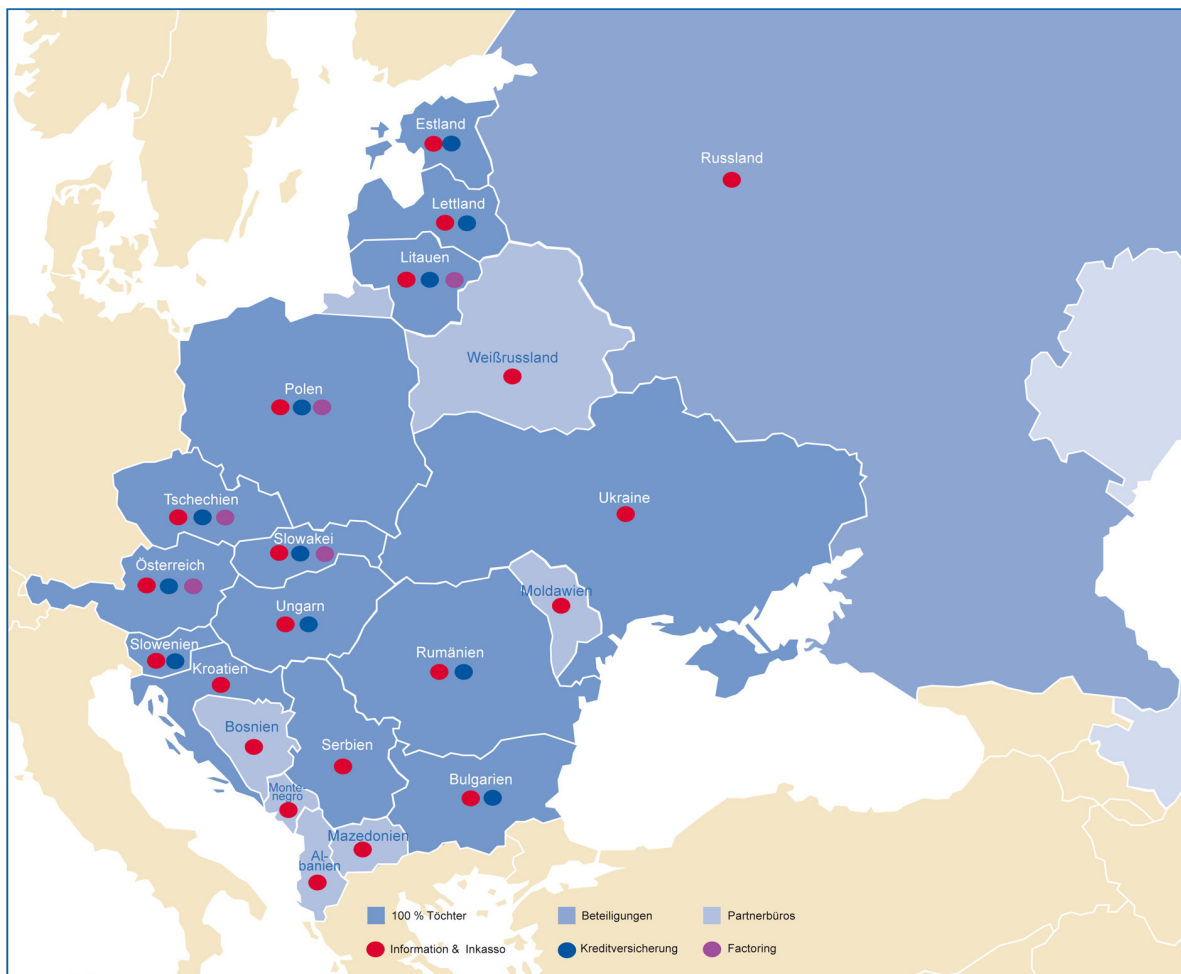 Estland
Russland
Lettland
Litauen
Weißrussland
Polen
Tschechien
Ukraine
Slowakei
Österreich
Moldawien
Ungarn
Slowenien
Rumänien
Kroatien
Bosnien
Serbien
Bulgarien
Monte-
negro
Mazedonien
Al-
banien
100 % Töchter
Beteiligungen
Partnerbüros
Information & Inkasso
Kreditversicherung
Factoring